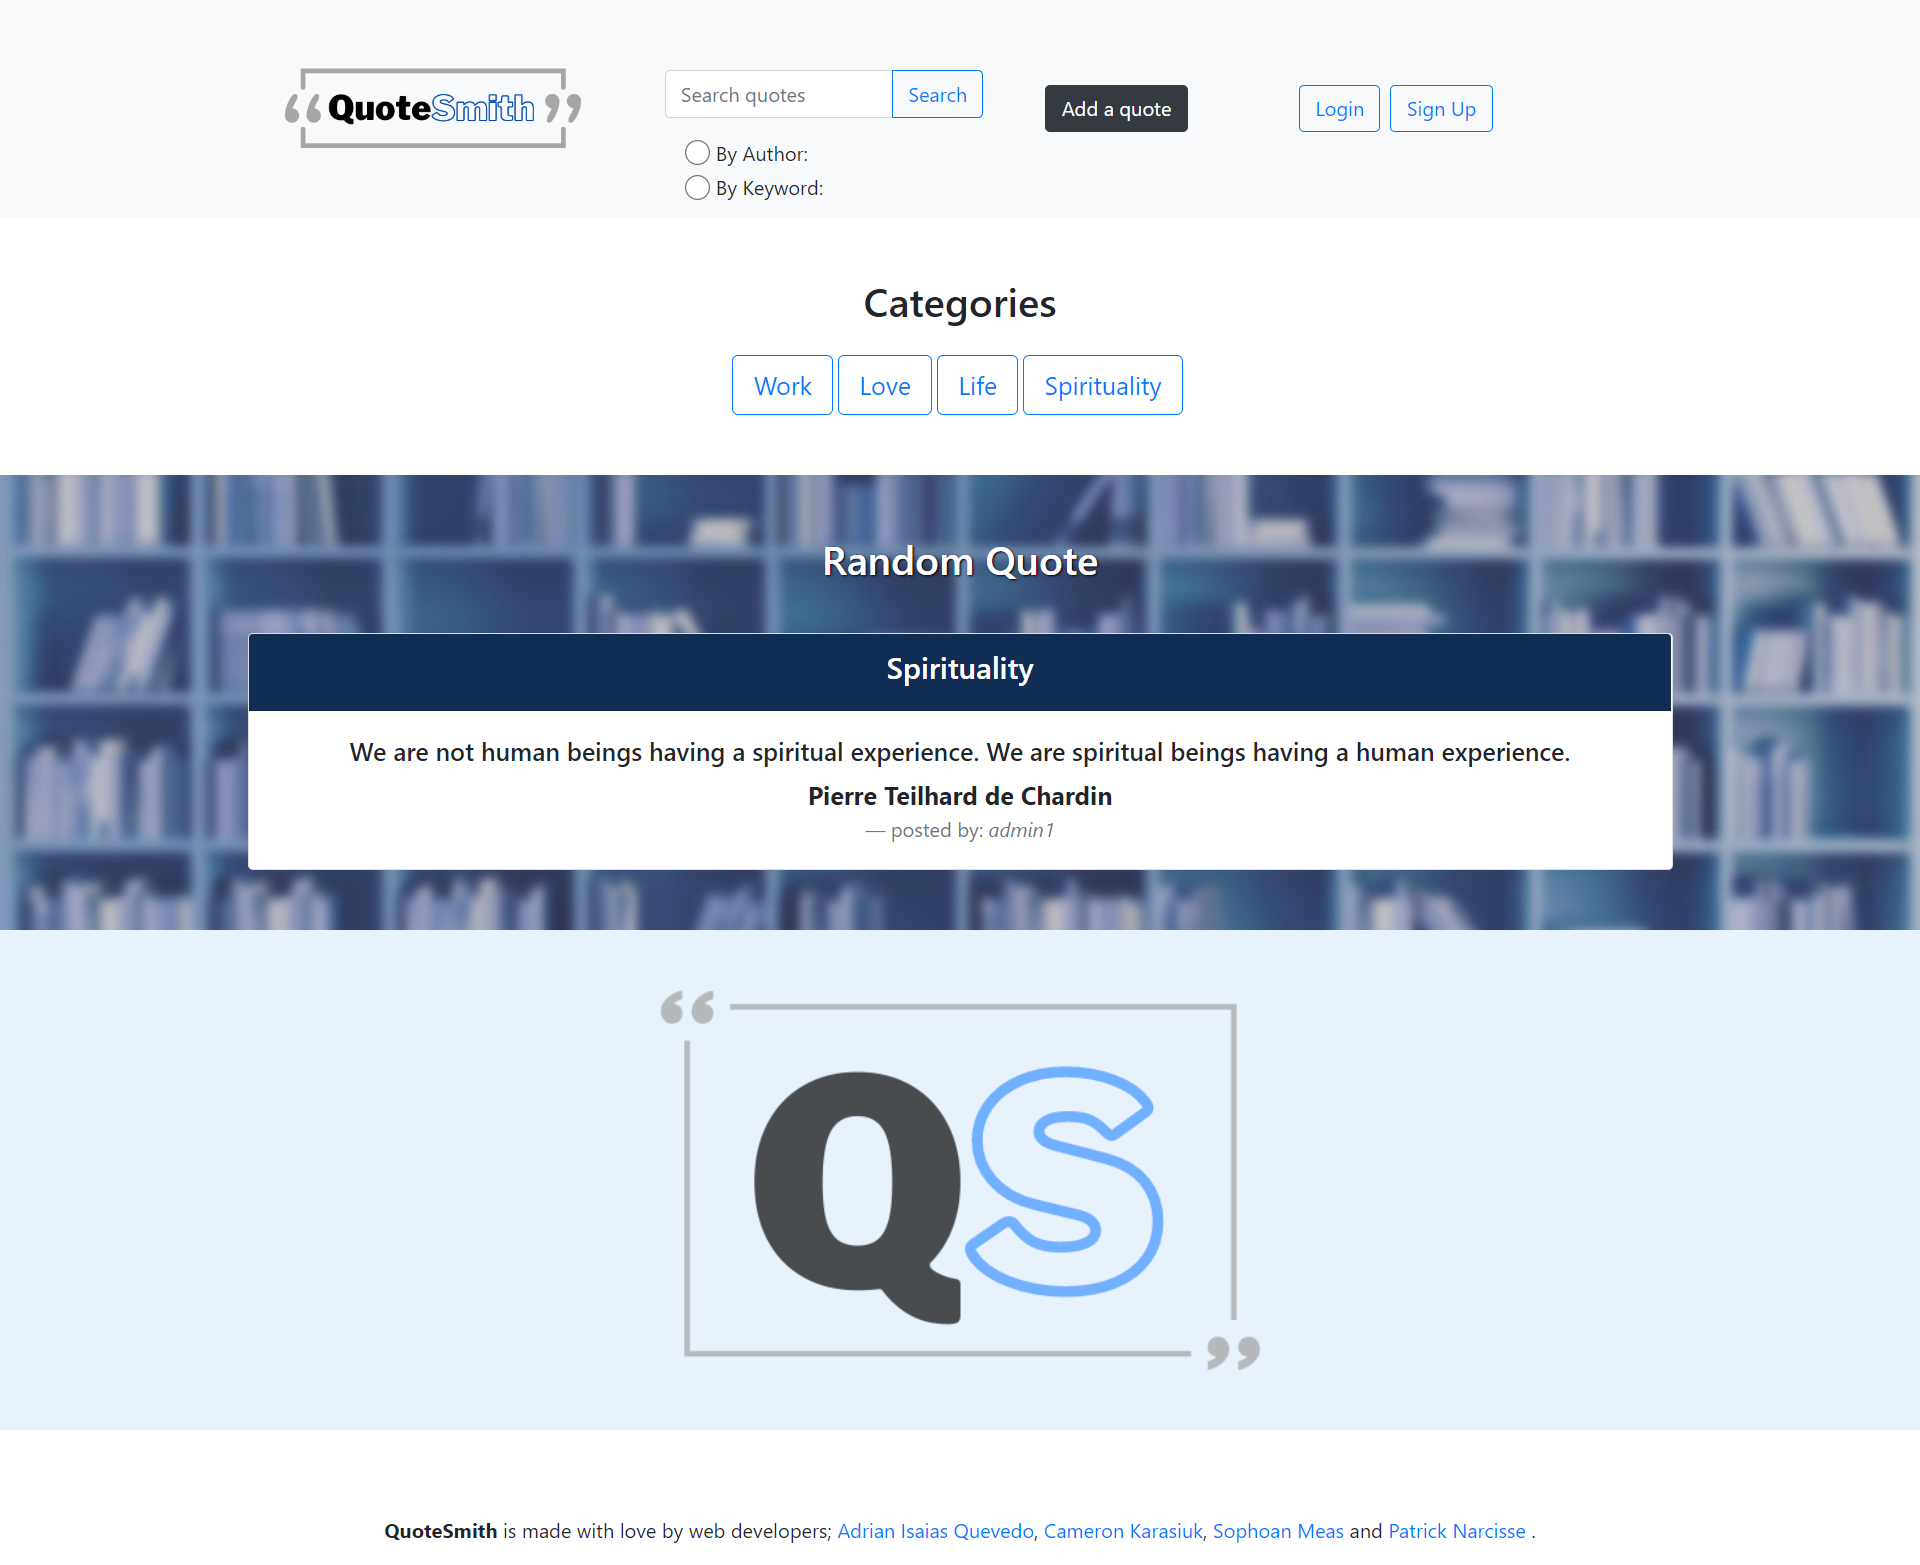 “QuoteSmith”
Search quotes
Search
By Author:
By Keyword:
Add a quote
Login
Sign Up
Categories
Work
Love
Life
Spirituality
Random Quote
Spirituality
We are not human beings having a spiritual experience. We are spiritual beings having a human experience.
Pierre Teilhard de Chardin
— posted by: admin1
“QS”
QuoteSmith is made with love by web developers; Adrian Isaias Quevedo, Cameron Karasiuk, Sophoan Meas and Patrick Narcisse .